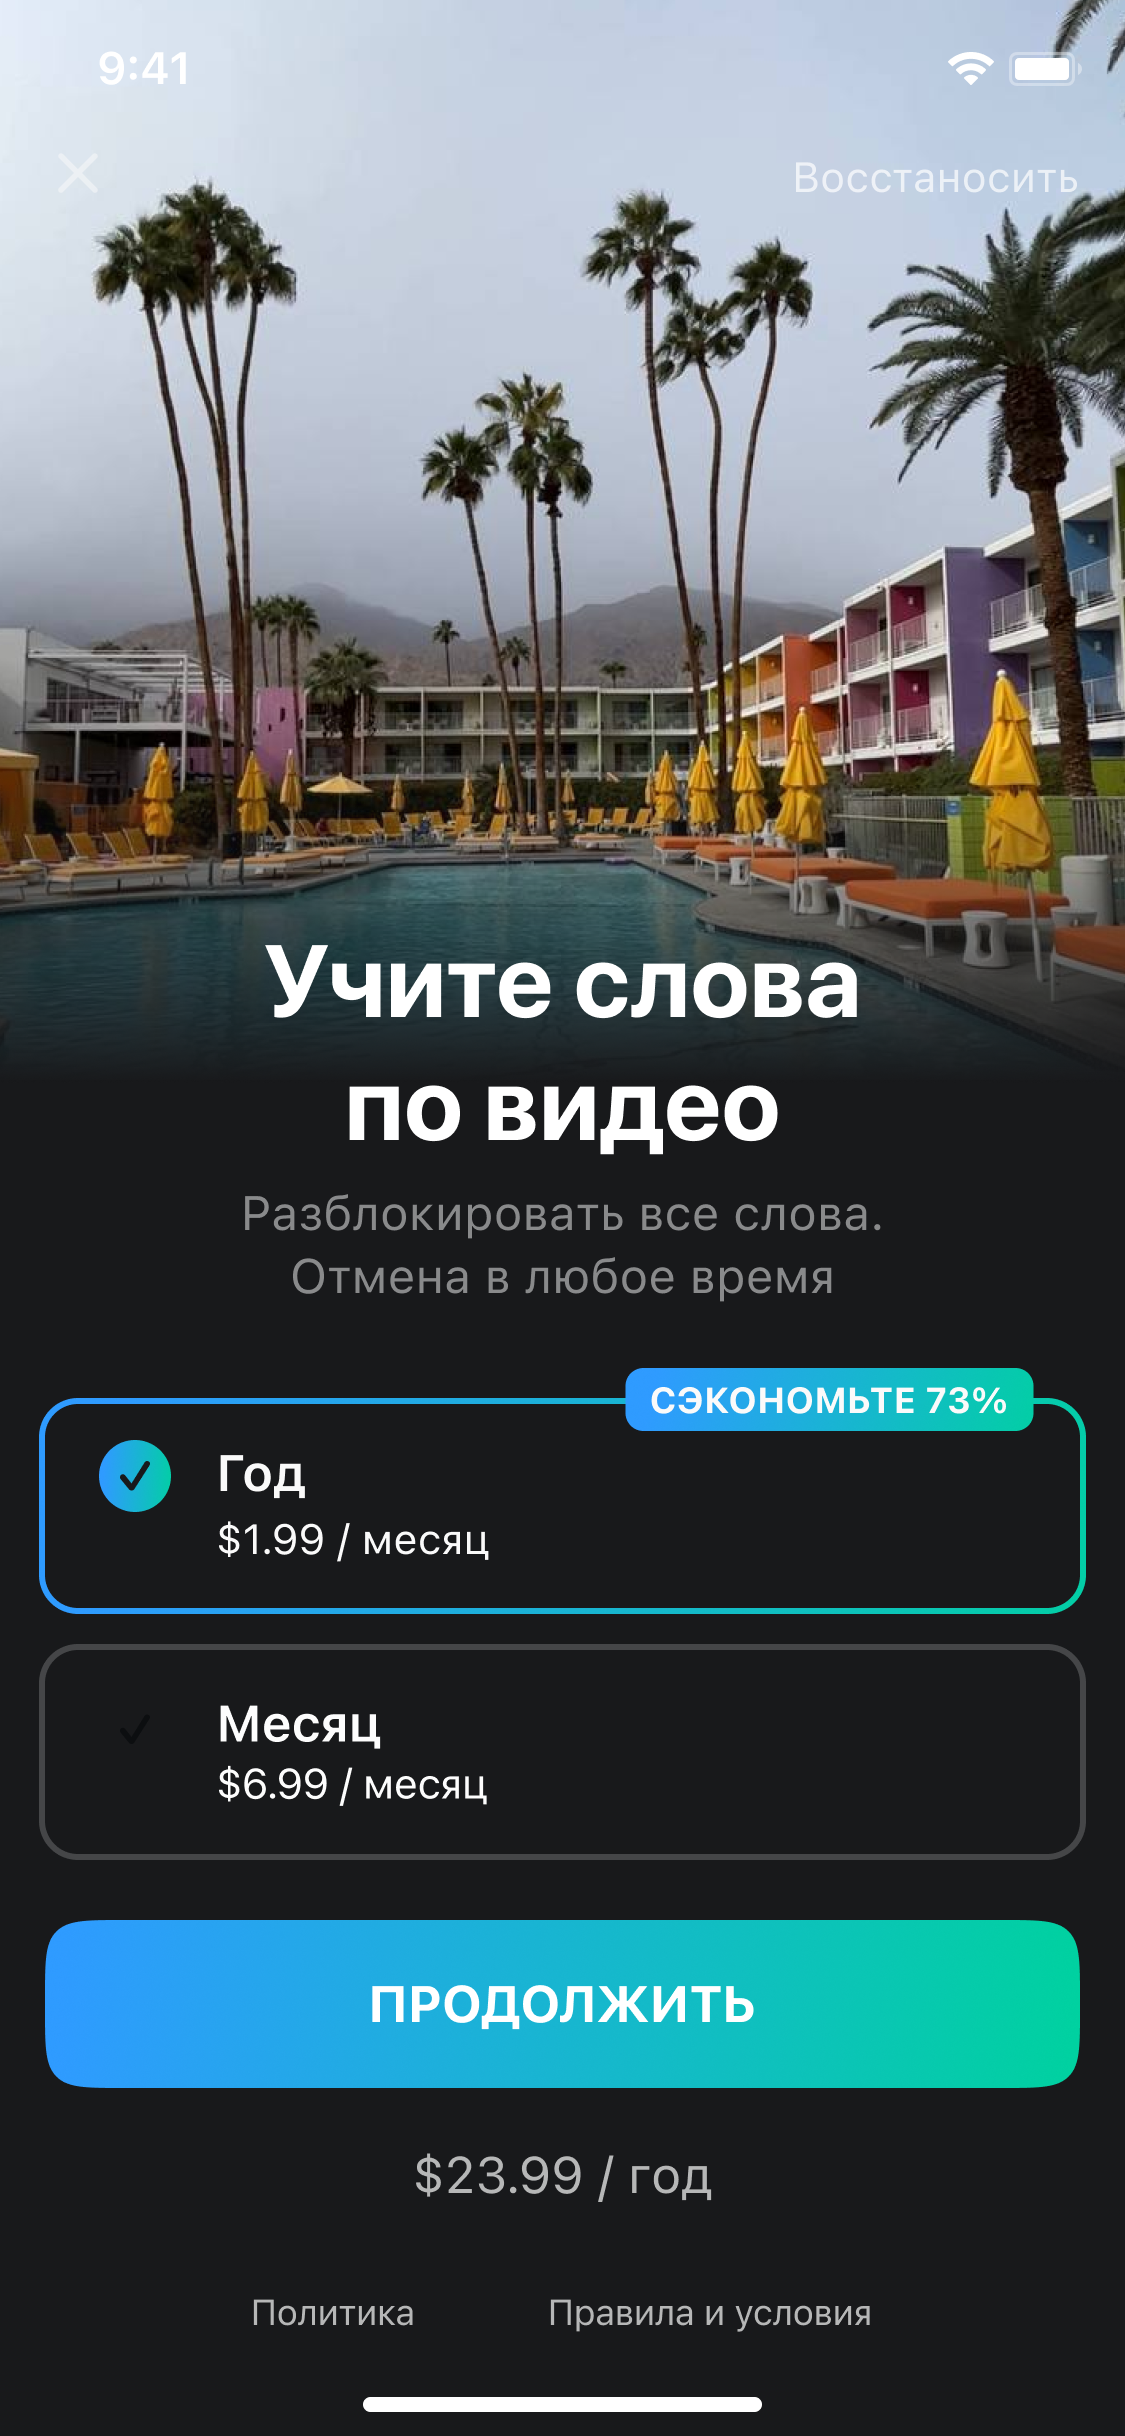 9:41
Восстаносить
Учите слова
по видео
Разблокировать все слова.
Отмена в любое время
СЭКОНОМЬТЕ 73%
Год
$1.99 / месяц
Месяц
$6.99 / месяц
ПРОДОЛЖИТЬ
$23.99 / год
Политика
Правила и условия